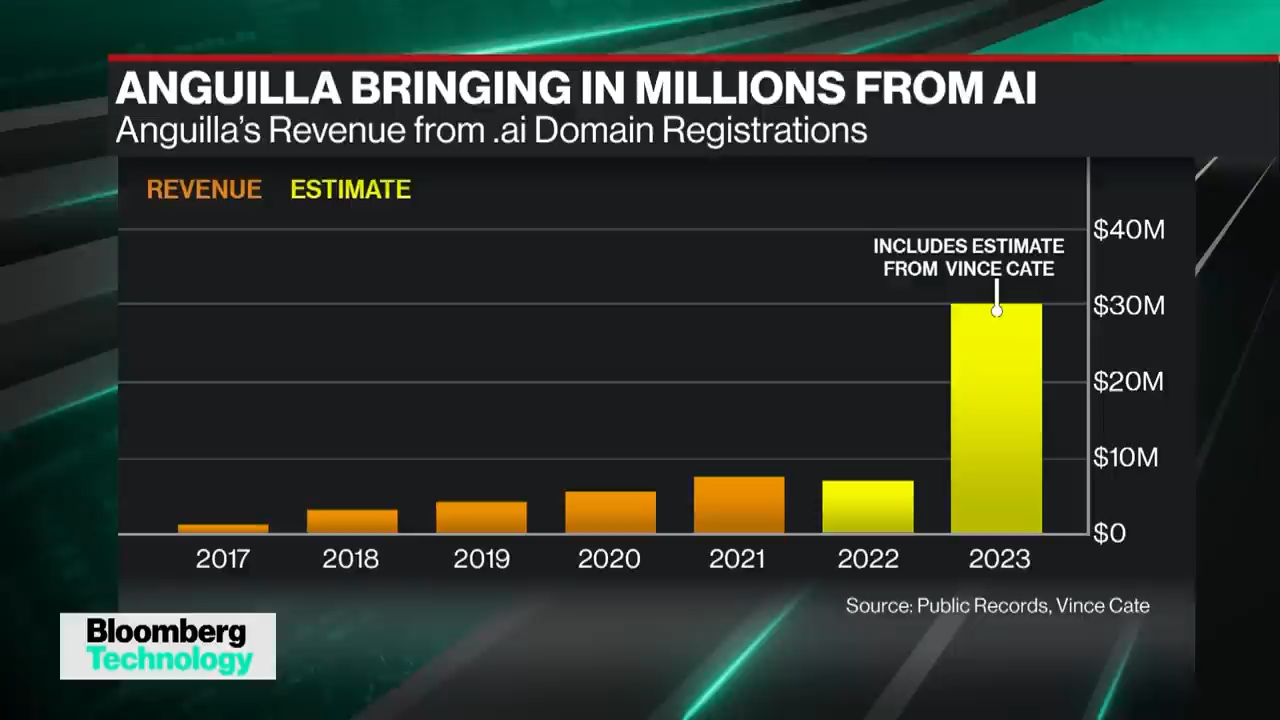 ANGUILLA BRINGING IN MILLIONS FROM AI
Anguilla's Revenue from .ai Domain Registrations
REVENUE ESTIMATE
$40M
INCLUDES ESTIMATE
FROM VINCE CATE
$30M
$20M
$10M
$0
2017 2018 2019 2020 2021 2022 2023
Source: Public Records, Vince Cate
Bloomberg
Technology